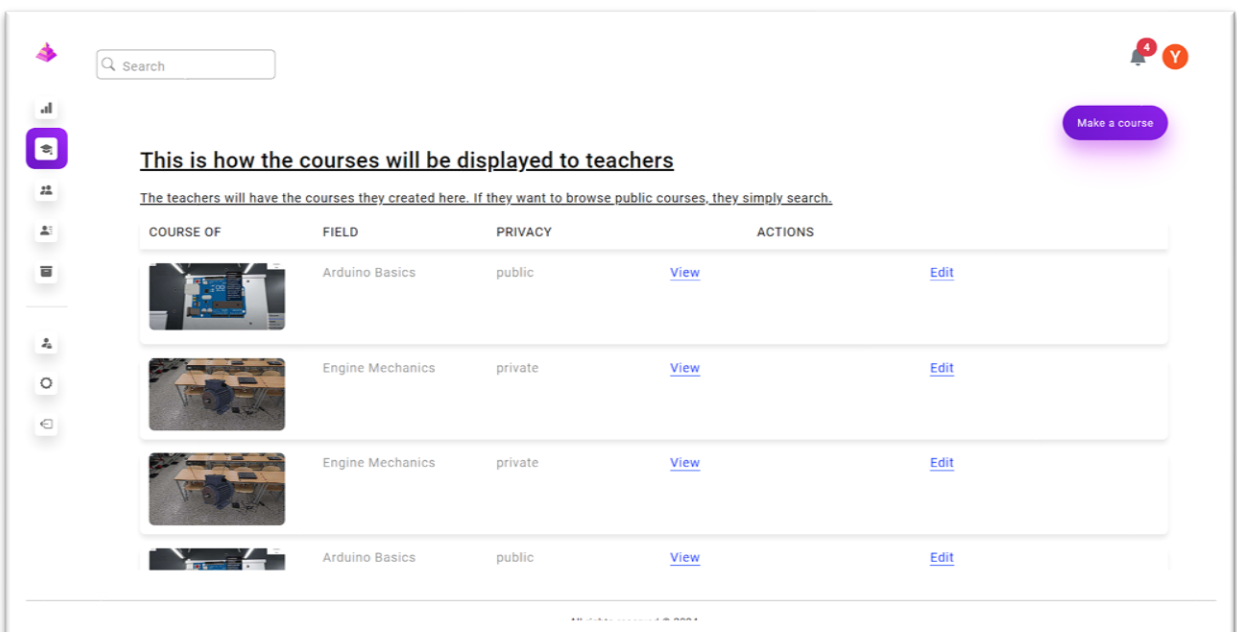 4
Search
Y
Make a course
This is how the courses will be displayed to teachers
The teachers will have the courses they created here. If they want to browse public courses, they simply search.
COURSE OF FIELD PRIVACY ACTIONS
Arduino Basics public View Edit
Engine Mechanics private View Edit
Engine Mechanics private View Edit
Arduino Basics public View Edit